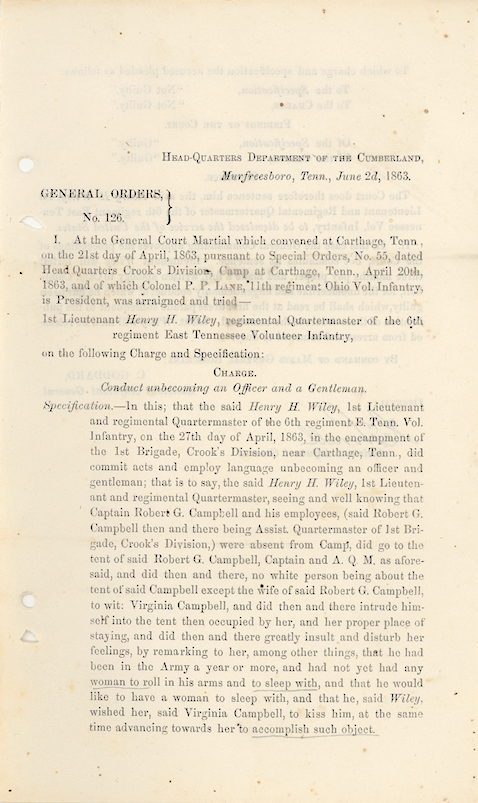 HEAD-QUARTERS DEPARTMENT OF THE CUMBERLAND,
Murfreesboro, Tenn., June 2d, 1863.
GENERAL ORDERS, }
No. 126.
I. At the General Court Martial which convened at Carthage, Tenn.,
on the 21st day of April, 1863, pursuant to Special Orders, No. 55, dated
Head Quarters Crook's Division, Camp at Carthage, Tenn., April 20th,
1863, and of which Colonel P. P. LANE, 11th regiment Ohio Vol. Infantry,
is President, was arraigned and tried—
1st Lieutenant Henry H. Wiley, regimental Quartermaster of the 6th
regiment East Tennessee Volunteer Infantry,
on the following Charge and Specification:
CHARGE.
Conduct unbecoming an Officer and a Gentleman.
Specification.—In this; that the said Henry H. Wiley, 1st Lieutenant
and regimental Quartermaster of the 6th regiment E. Tenn. Vol.
Infantry, on the 27th day of April, 1863, in the encampment of
the 1st Brigade, Crook's Division, near Carthage, Tenn., did
commit acts and employ language unbecoming an officer and
gentleman; that is to say, the said Henry H. Wiley, 1st Lieuten-
ant and regimental Quartermaster, seeing and well knowing that
Captain Robert G. Campbell and his employees, (said Robert G.
Campbell then and there being Assist. Quartermaster of 1st Bri-
gade, Crook's Division,) were absent from Camp, did go to the
tent of said Robert G. Campbell, Captain and A. Q. M. as afore-
said, and did then and there, no white person being about the
tent of said Campbell except the wife of said Robert G. Campbell,
to wit: Virginia Campbell, and did then and there intrude him-
self into the tent then occupied by her, and her proper place of
staying, and did then and there greatly insult and disturb her
feelings, by remarking to her, among other things, that he had
been in the Army a year or more, and had not yet had any
woman to roll in his arms and to sleep with, and that he would
like to have a woman to sleep with, and that he, said Wiley,
wished her, said Virginia Campbell, to kiss him, at the same
time advancing towards her to accomplish such object.